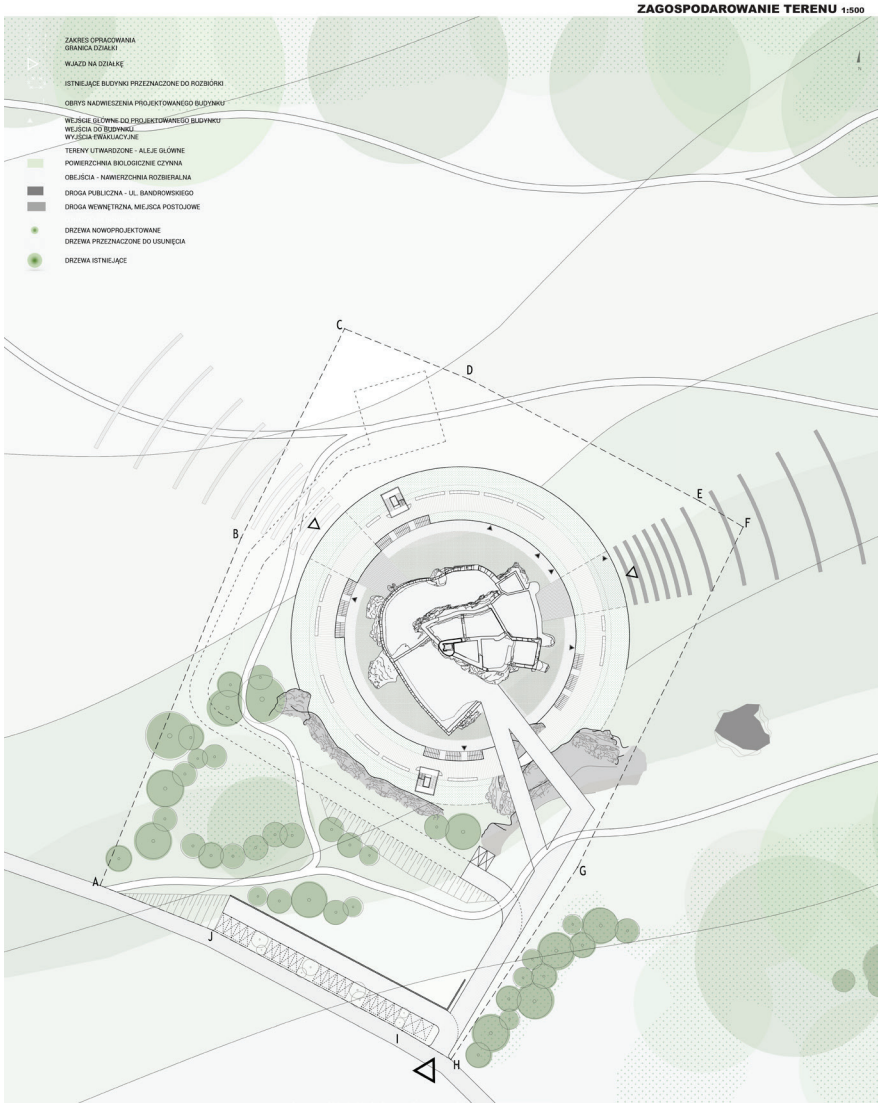 ZAGOSPODAROWANIE TERENU 1:500
ZAKRES OPRACOWANIA
GRANICA DZIAŁKI
WJAZD NA DZIAŁKĘ
ISTNIEJĄCE BUDYNKI PRZEZNACZONE DO ROZBIÓRKI
OBRYS NADWIESZENIA PROJEKTOWANEGO BUDYNKU
WEJŚCIE GŁÓWNE DO PROJEKTOWANEGO BUDYNKU
WEJŚCIA DO BUDYNKU
WYJŚCIA EWAKUACYJNE
TERENY UTWARDZONE - ALEJE GŁÓWNE
POWIERZCHNIA BIOLOGICZNIE CZYNNA
OBEJŚCIA - NAWIERZCHNIA ROZBIERALNA
DROGA PUBLICZNA - UL. BANDROWSKIEGO
DROGA WEWNĘTRZNA, MIEJSCA POSTOJOWE
DRZEWA NOWOPROJEKTOWANE
DRZEWA PRZEZNACZONE DO USUNIĘCIA
DRZEWA ISTNIEJĄCE
N
C
D
E
F
B
G
A
J
I
H